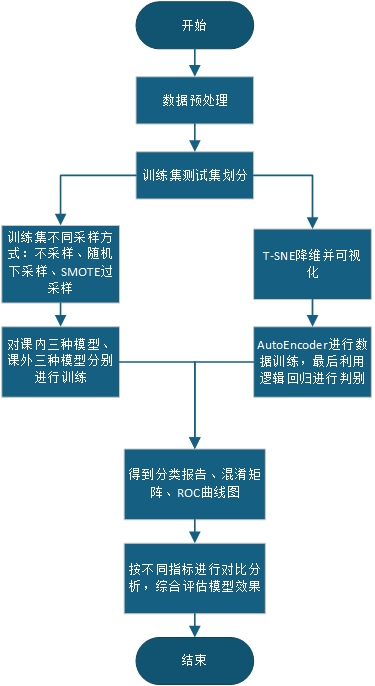 开始
数据预处理
训练集测试集划分
训练集不同采样方
式：不采样、随机
下采样、SMOTE过
采样
T-SNE降维并可视
化
对课内三种模型、
课外三种模型分别
进行训练
AutoEncoder进行数
据训练，最后利用
逻辑回归进行判别
得到分类报告、混淆矩
阵、ROC曲线图
按不同指标进行对比分
析，综合评估模型效果
结束